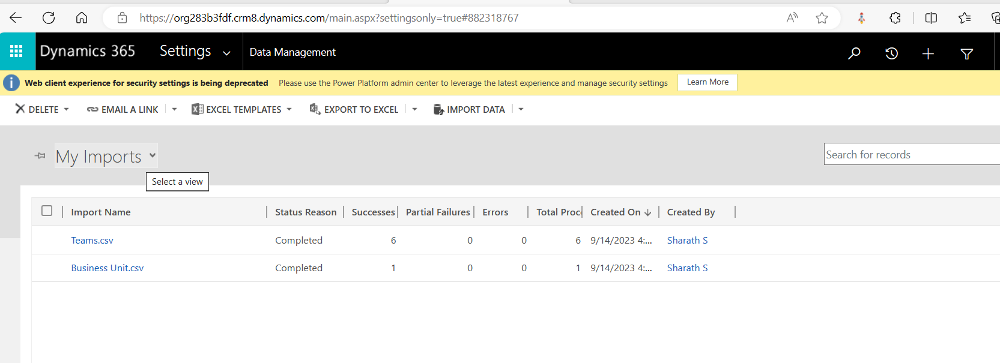 https://org283b3fdf.crm8.dynamics.com/main.aspx?settingsonly=true#882318767
Dynamics 365 Settings Data Management
Web client experience for security settings is being deprecated Please use the Power Platform admin center to leverage the latest experience and manage security settings Learn More
DELETE EMAIL A LINK EXCEL TEMPLATES EXPORT TO EXCEL IMPORT DATA
My Imports
Search for records
Select a view
Import Name Status Reason Successes Partial Failures Errors Total Proc Created On Created By
Teams.csv Completed 6 0 0 6 9/14/2023 4:... Sharath S
Business Unit.csv Completed 1 0 0 1 9/14/2023 4:... Sharath S